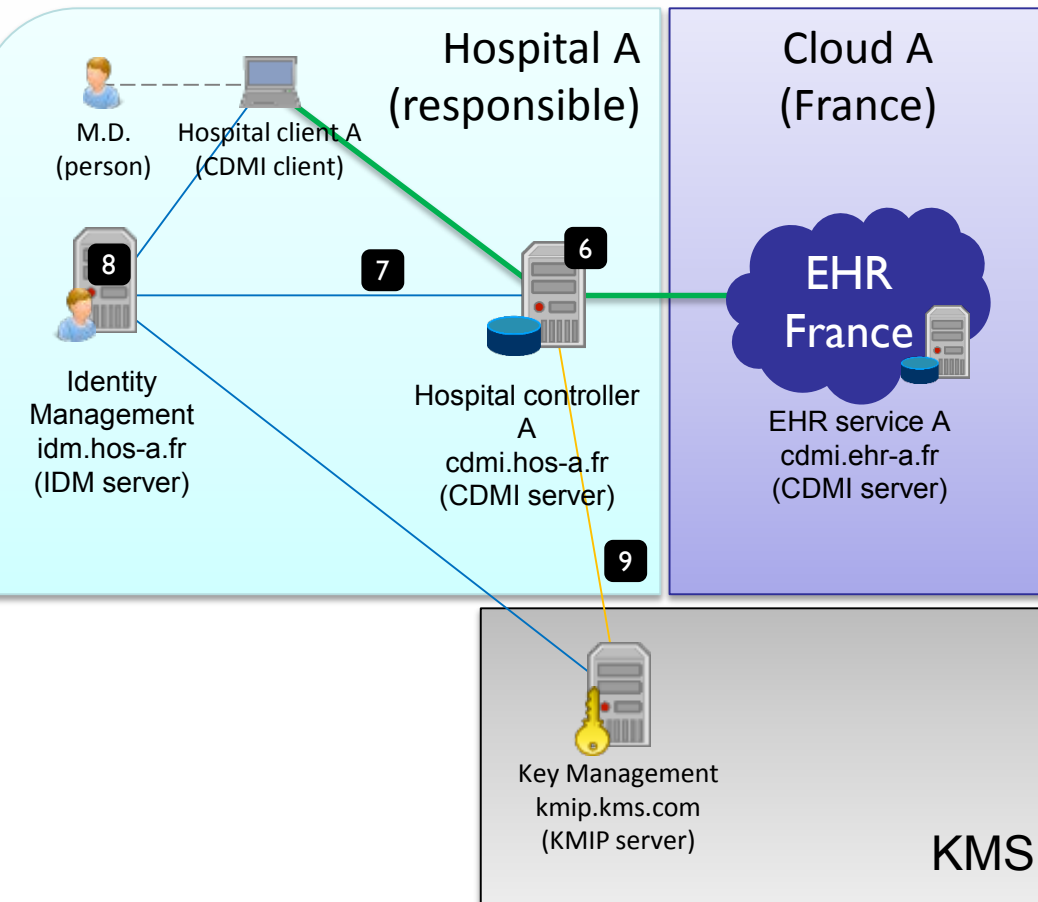 Hospital A
(responsible)
Cloud A
(France)
M.D.
(person)
Hospital client A
(CDMI client)
8
7
6
EHR
France
Identity
Management
idm.hos-a.fr
(IDM server)
Hospital controller
A
cdmi.hos-a.fr
(CDMI server)
EHR service A
cdmi.ehr-a.fr
(CDMI server)
9
Key Management
kmip.kms.com
(KMIP server)
KMS